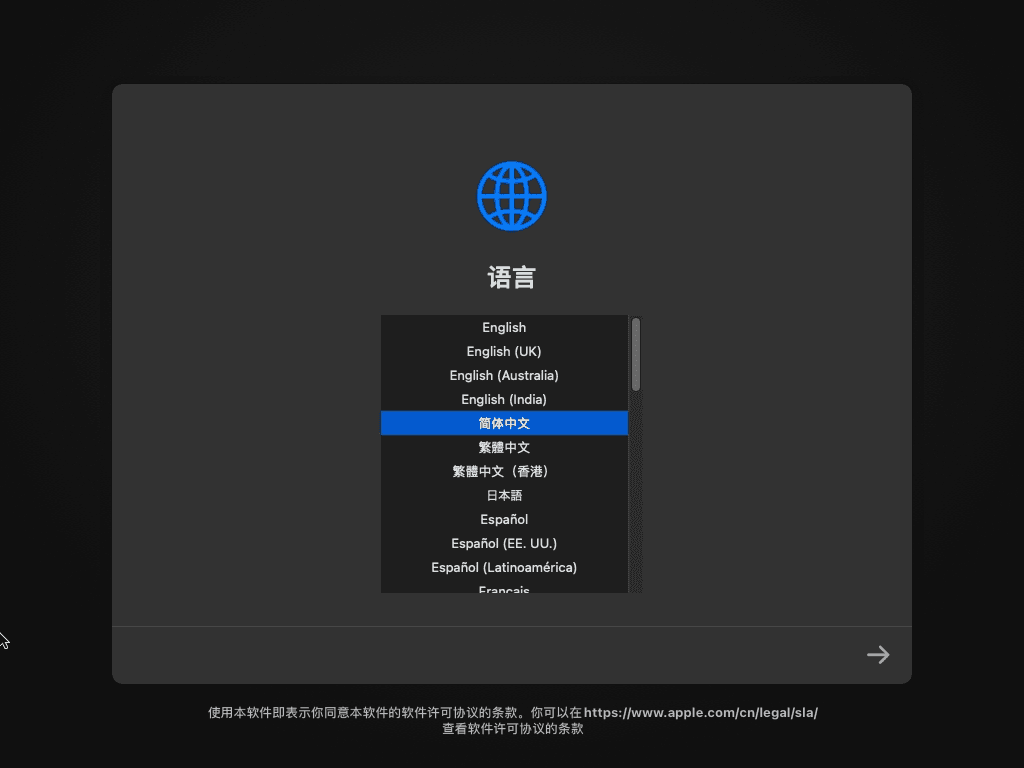 语言
English
English (UK)
English (Australia)
English (India)
简体中文
繁體中文
繁體中文（香港）
日本語
Español
Español (EE. UU.)
Español (Latinoamérica)
Français
使用本软件即表示你同意本软件的软件许可协议的条款。你可以在 https://www.apple.com/cn/legal/sla/
查看软件许可协议的条款